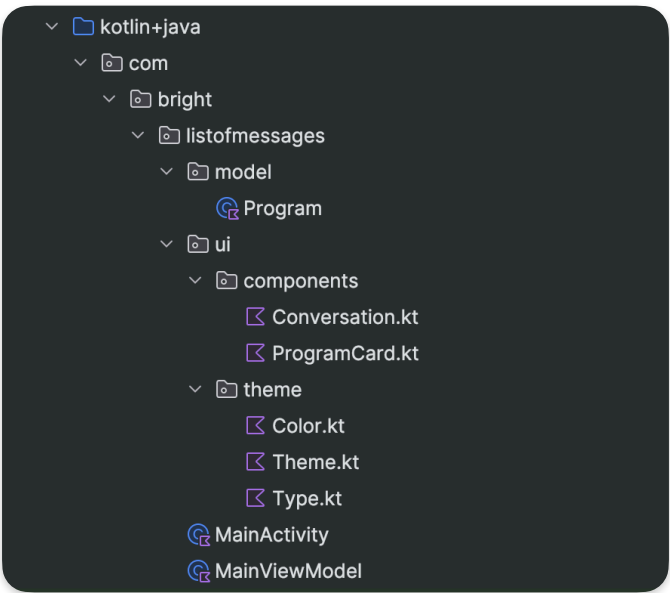 kotlin+java
com
bright
listofmessages
model
Program
ui
components
Conversation.kt
ProgramCard.kt
theme
Color.kt
Theme.kt
Type.kt
MainActivity
MainViewModel